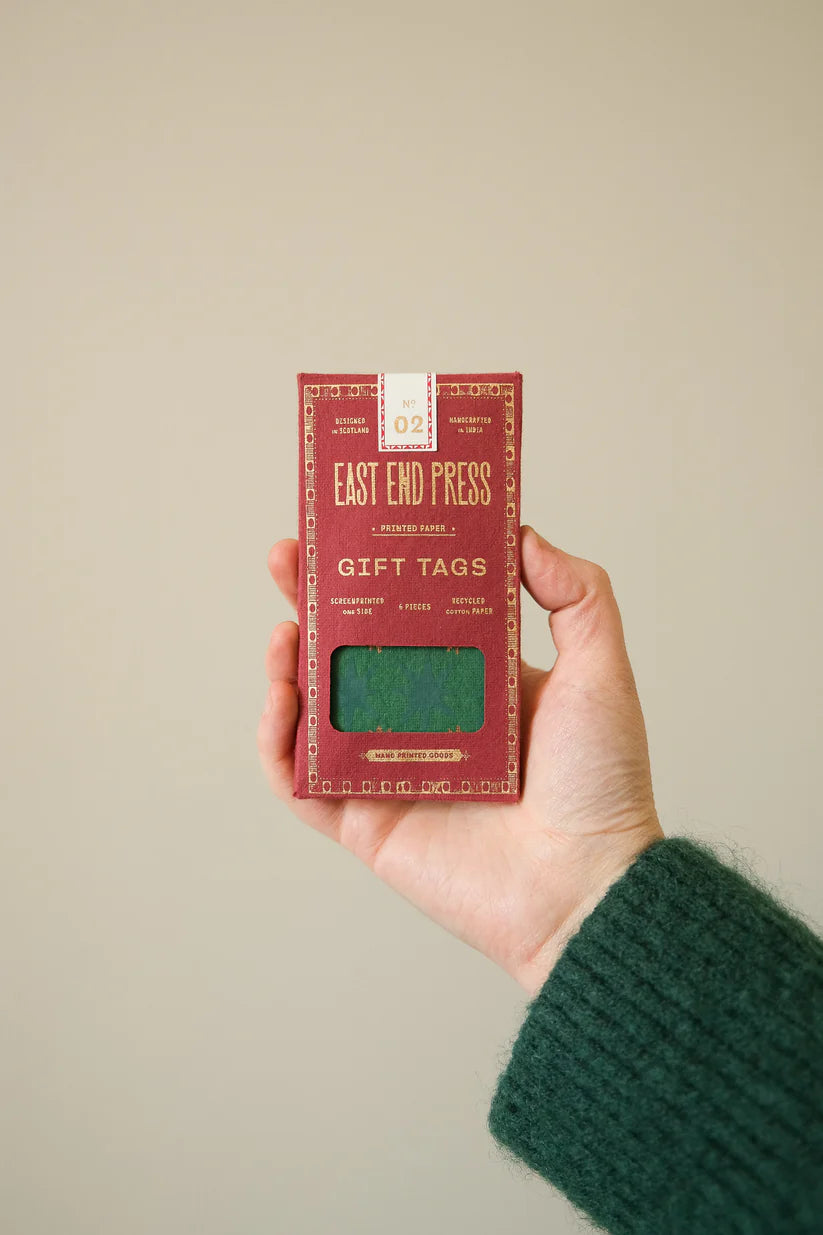 Nº
02
DESIGNED
IN SCOTLAND
HANDCRAFTED
IN INDIA
EAST END PRESS
PRINTED PAPER
GIFT TAGS
SCREENPRINTED
ONE SIDE
6 PIECES
RECYCLED
COTTON PAPER
HAND PRINTED GOODS